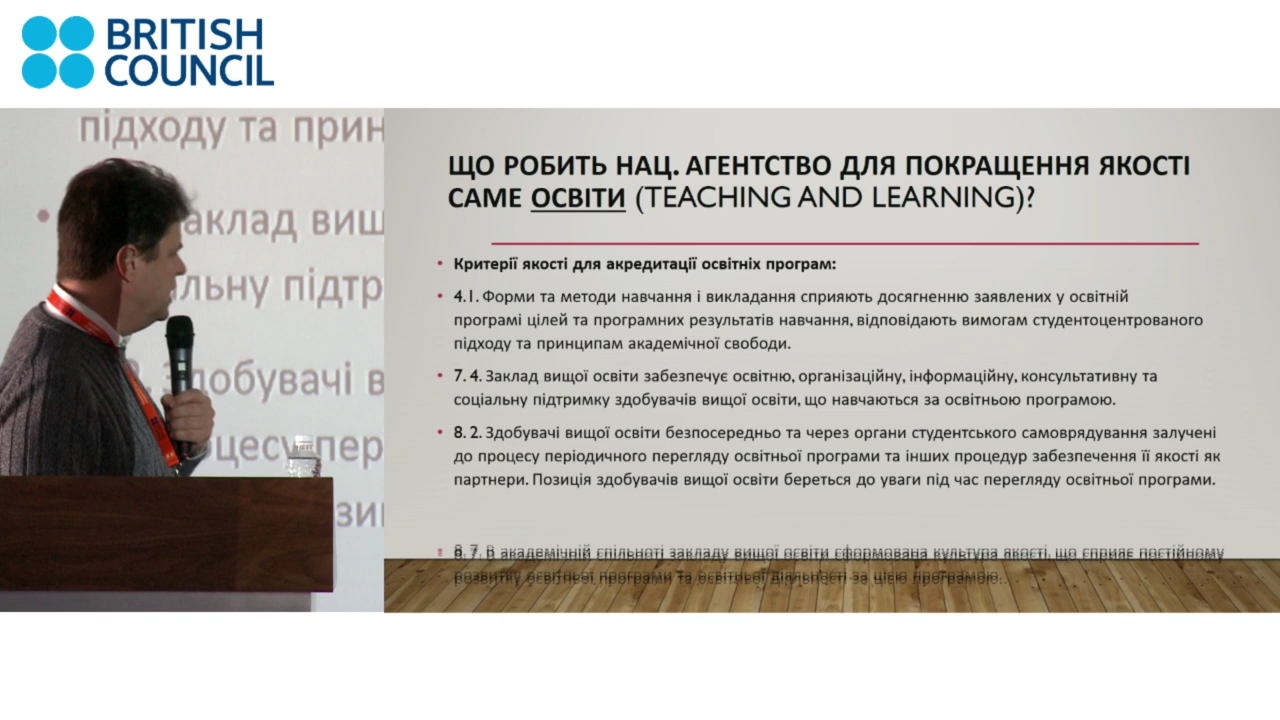 BRITISH
COUNCIL
підходу та прин
аклад вищ
льну підтр
добувачі в
цесу пер
зи
ЩО РОБИТЬ НАЦ. АГЕНТСТВО ДЛЯ ПОКРАЩЕННЯ ЯКОСТІ
САМЕ ОСВІТИ (TEACHING AND LEARNING)?
• Критерії якості для акредитації освітніх програм:
• 4.1. Форми та методи навчання і викладання сприяють досягненню заявлених у освітній
програмі цілей та програмних результатів навчання, відповідають вимогам студентоцентрованого
підходу та принципам академічної свободи.
• 7. 4. Заклад вищої освіти забезпечує освітню, організаційну, інформаційну, консультативну та
соціальну підтримку здобувачів вищої освіти, що навчаються за освітньою програмою.
• 8. 2. Здобувачі вищої освіти безпосередньо та через органи студентського самоврядування залучені
до процесу періодичного перегляду освітньої програми та інших процедур забезпечення її якості як
партнери. Позиція здобувачів вищої освіти береться до уваги під час перегляду освітньої програми.
• 8. 7. В академічній спільноті закладу вищої освіти сформована культура якості, що сприяє постійному
розвитку освітньої програми та освітньої діяльності за цією програмою.